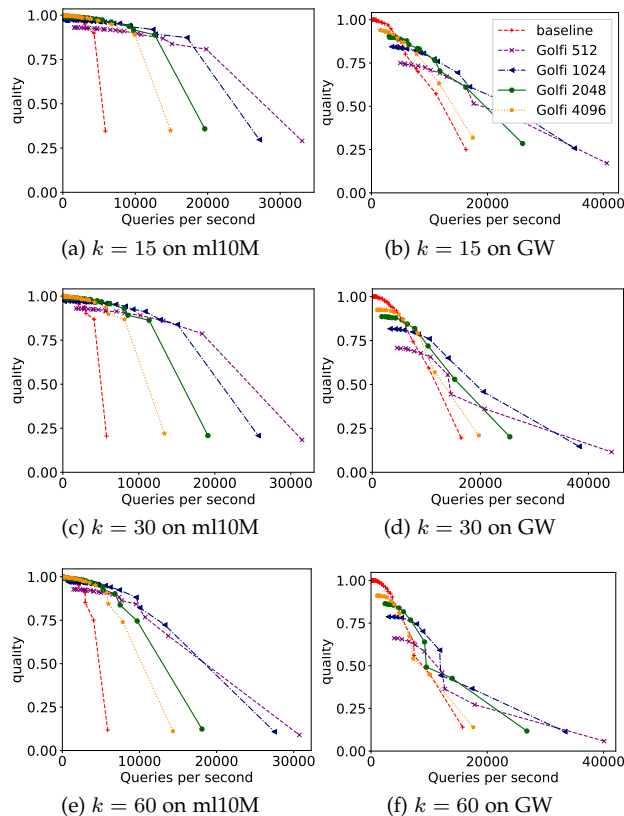 1.00
0.75
0.50
0.25
0.00
quality
0 10000 20000 30000
Queries per second
(a) k = 15 on ml10M
1.00
0.75
0.50
0.25
0.00
quality
baseline
Golfi 512
Golfi 1024
Golfi 2048
Golfi 4096
0 20000 40000
Queries per second
(b) k = 15 on GW
1.00
0.75
0.50
0.25
0.00
quality
0 10000 20000 30000
Queries per second
(c) k = 30 on ml10M
1.00
0.75
0.50
0.25
0.00
quality
0 20000 40000
Queries per second
(d) k = 30 on GW
1.00
0.75
0.50
0.25
0.00
quality
0 10000 20000 30000
Queries per second
(e) k = 60 on ml10M
1.00
0.75
0.50
0.25
0.00
quality
0 20000 40000
Queries per second
(f) k = 60 on GW